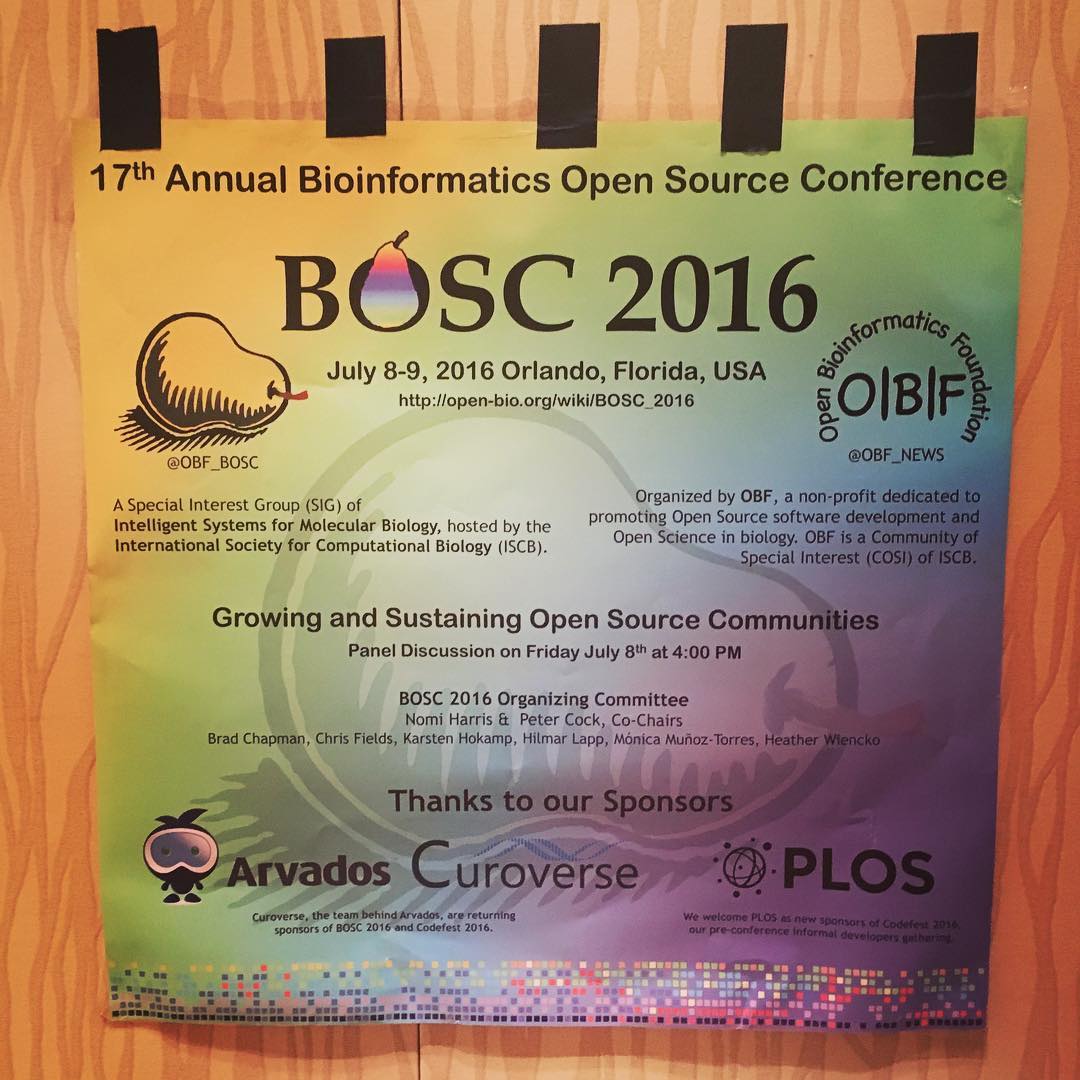 17th Annual Bioinformatics Open Source Conference
BOSC 2016
July 8-9, 2016 Orlando, Florida, USA
http://open-bio.org/wiki/BOSC_2016
@OBF_BOSC
Open Bioinformatics Foundation
O|B|F
@OBF_NEWS
A Special Interest Group (SIG) of
Intelligent Systems for Molecular Biology, hosted by the
International Society for Computational Biology (ISCB).
Organized by OBF, a non-profit dedicated to
promoting Open Source software development and
Open Science in biology. OBF is a Community of
Special Interest (COSI) of ISCB.
Growing and Sustaining Open Source Communities
Panel Discussion on Friday July 8th at 4:00 PM
BOSC 2016 Organizing Committee
Nomi Harris & Peter Cock, Co-Chairs
Brad Chapman, Chris Fields, Karsten Hokamp, Hilmar Lapp, Mónica Muñoz-Torres, Heather Wiencko
Thanks to our Sponsors
Arvados Curoverse
PLOS
Curoverse, the team behind Arvados, are returning
sponsors of BOSC 2016 and Codefest 2016.
We welcome PLOS as new sponsors of Codefest 2016,
our pre-conference informal developers gathering.